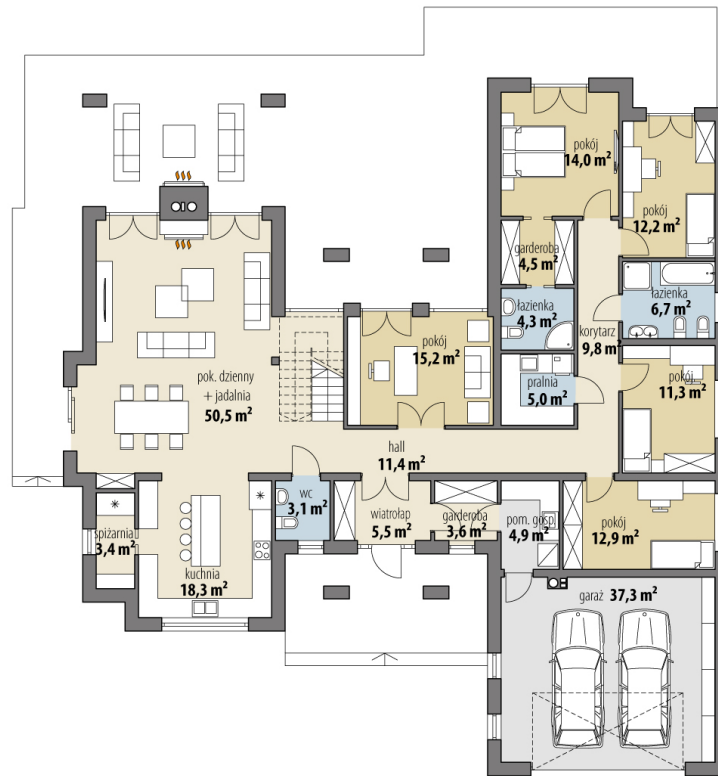 pokój
14,0 m²
pokój
12,2 m²
garderoba
4,5 m²
łazienka
4,3 m²
łazienka
6,7 m²
korytarz
9,8 m²
pokój
15,2 m²
pralnia
5,0 m²
pokój
11,3 m²
pok. dzienny
+ jadalnia
50,5 m²
hall
11,4 m²
wc
3,1 m²
wiatrołap
5,5 m²
garderoba
3,6 m²
pom. gosp.
4,9 m²
pokój
12,9 m²
spiżarnia
3,4 m²
kuchnia
18,3 m²
garaż 37,3 m²